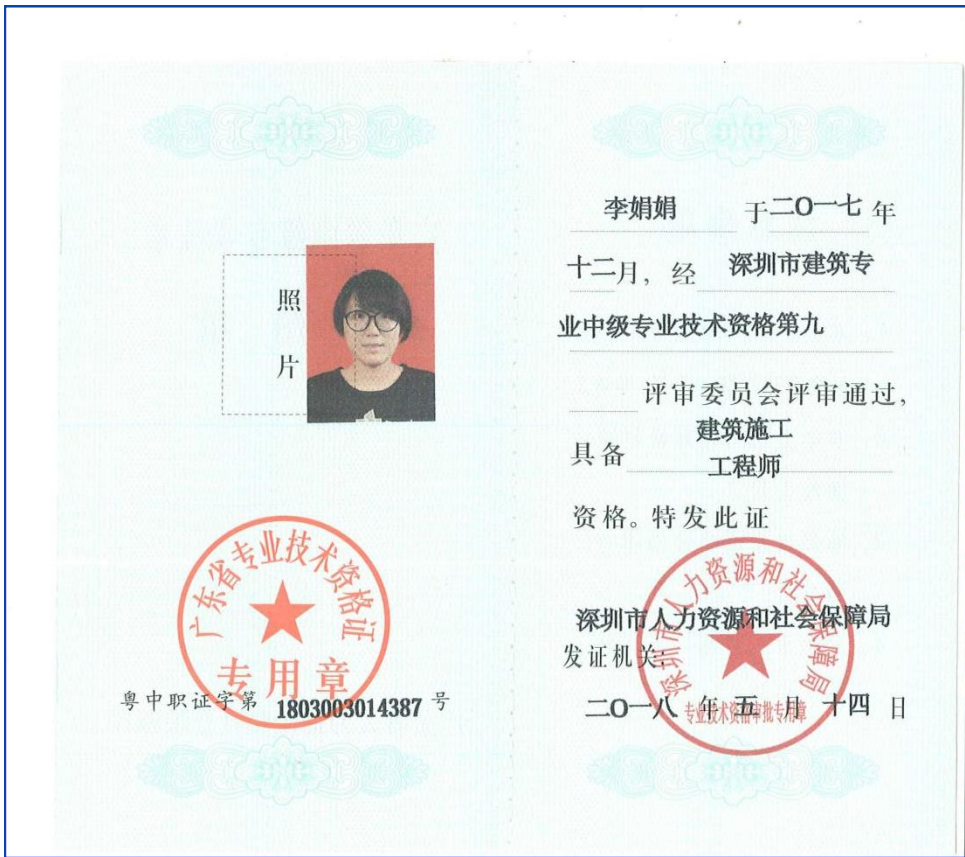 照
片
广东省专业技术资格证
专用章
粤中职证字第 1803003014387 号
李娟娟 于二〇一七年
十二月，经 深圳市建筑专
业中级专业技术资格第九
评审委员会评审通过，
具备 建筑施工
工程师
资格。特发此证
深圳市人力资源和社会保障局
深圳市人力资源和社会保障局
发证机关
二〇一八 年 五 月 十四 日
专业技术资格审批专用章